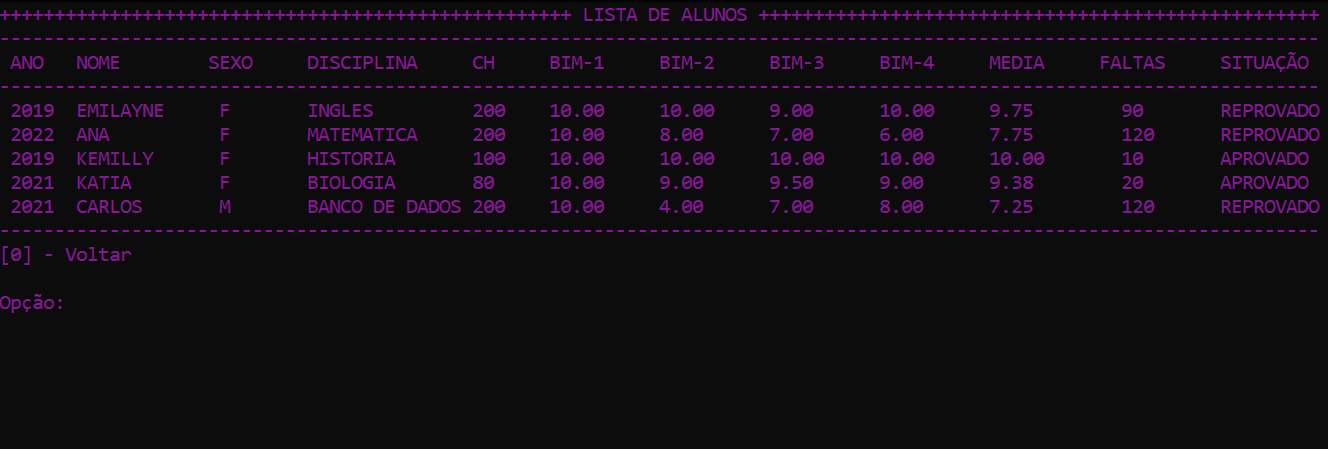 ++++++++++++++++++++++++++++++++++++++++++++++++++++ LISTA DE ALUNOS +++++++++++++++++++++++++++++++++++++++++++++++++++
------------------------------------------------------------------------------------------------------------------------
 ANO   NOME        SEXO     DISCIPLINA     CH     BIM-1     BIM-2     BIM-3     BIM-4     MEDIA     FALTAS     SITUAÇÃO
------------------------------------------------------------------------------------------------------------------------
 2019  EMILAYNE     F       INGLES         200    10.00     10.00     9.00      10.00     9.75        90       REPROVADO
 2022  ANA          F       MATEMATICA     200    10.00     8.00      7.00      6.00      7.75        120      REPROVADO
 2019  KEMILLY      F       HISTORIA       100    10.00     10.00     10.00     10.00     10.00       10       APROVADO
 2021  KATIA        F       BIOLOGIA       80     10.00     9.00      9.50      9.00      9.38        20       APROVADO
 2021  CARLOS       M       BANCO DE DADOS 200    10.00     4.00      7.00      8.00      7.25        120      REPROVADO
------------------------------------------------------------------------------------------------------------------------
[0] - Voltar
Opção: